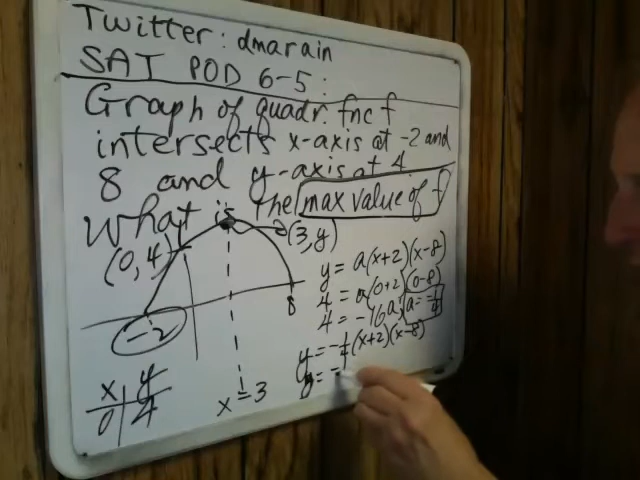 Twitter: dmarain
SAT POD 6-5:
Graph of quadr. fnc f
intersects x-axis at -2 and
8 and y-axis at 4
What is the max value of f
(3,y)
(0,4)
-2
8
x = 3
x y
0 4
y = a(x+2)(x-8)
4 = a(0+2)(0-8)
4 = -16a, a = -1/4
y = -1/4(x+2)(x-8)
y = -